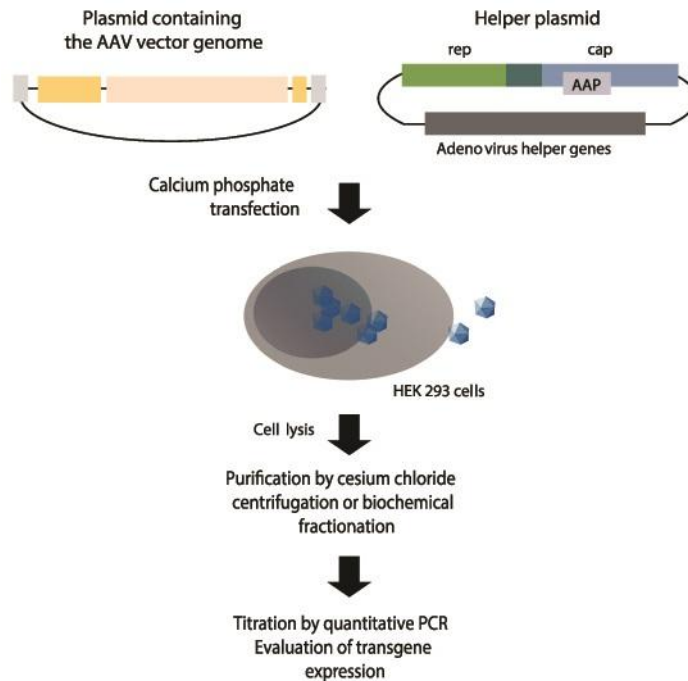 Plasmid containing
the AAV vector genome
Helper plasmid
rep
cap
AAP
Adeno virus helper genes
Calcium phosphate
transfection
HEK 293 cells
Cell lysis
Purification by cesium chloride
centrifugation or biochemical
fractionation
Titration by quantitative PCR
Evaluation of transgene
expression